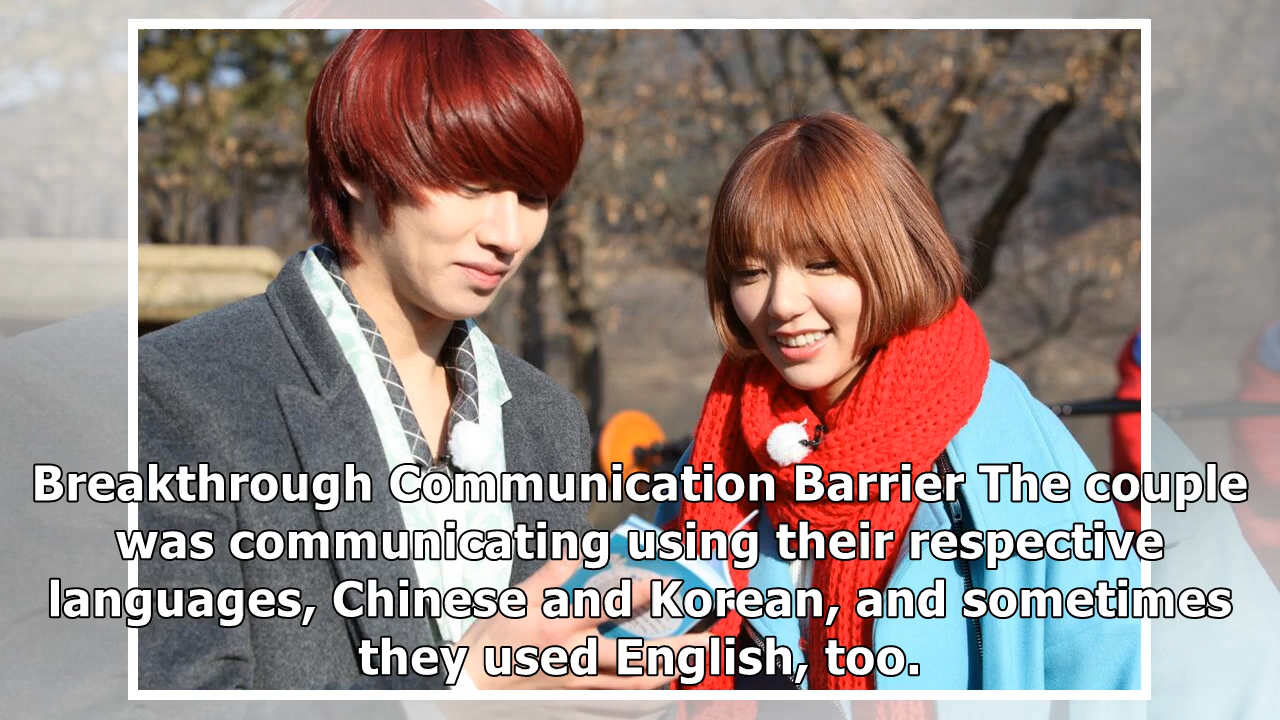 Breakthrough Communication Barrier The couple
was communicating using their respective
languages, Chinese and Korean, and sometimes
they used English, too.